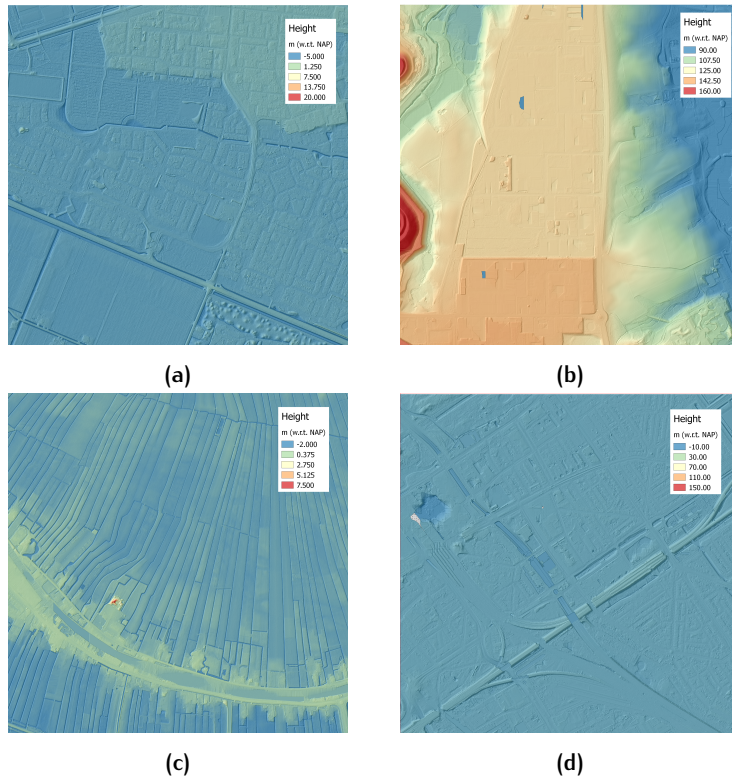 Height
m (w.r.t. NAP)
-5.000
1.250
7.500
13.750
20.000
(a)
Height
m (w.r.t. NAP)
90.00
107.50
125.00
142.50
160.00
(b)
Height
m (w.r.t. NAP)
-2.000
0.375
2.750
5.125
7.500
(c)
Height
m (w.r.t. NAP)
-10.00
30.00
70.00
110.00
150.00
(d)